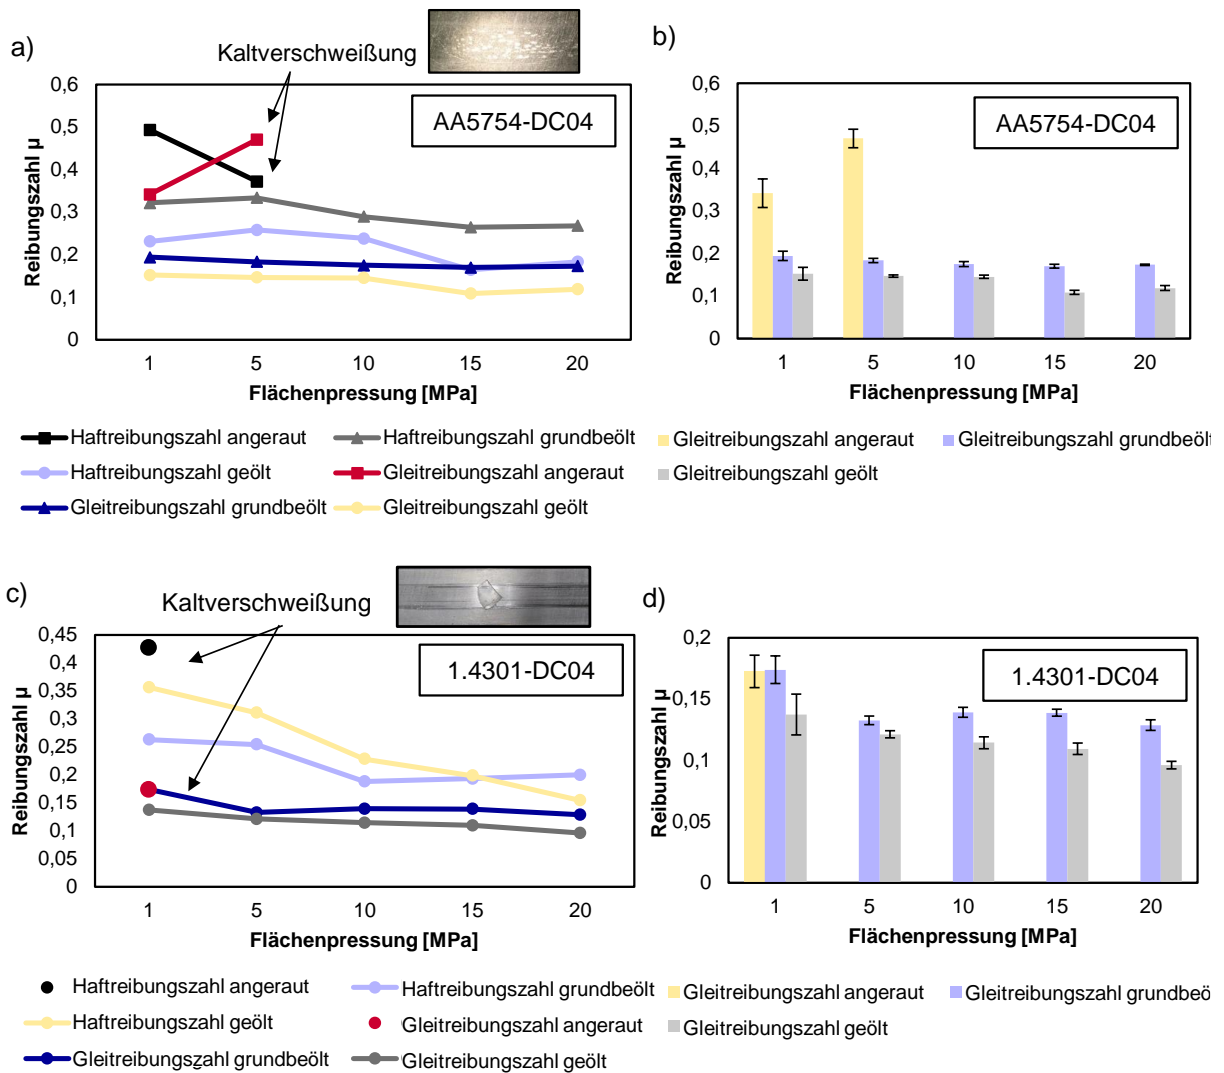 a)
Kaltverschweißung
AA5754-DC04
Reibungszahl µ
0,6
0,5
0,4
0,3
0,2
0,1
0
1 5 10 15 20
Flächenpressung [MPa]
Haftreibungszahl angeraut
Haftreibungszahl grundbeölt
Haftreibungszahl geölt
Gleitreibungszahl angeraut
Gleitreibungszahl grundbeölt
Gleitreibungszahl geölt
b)
AA5754-DC04
Reibungszahl µ
0,6
0,5
0,4
0,3
0,2
0,1
0
1 5 10 15 20
Flächenpressung [MPa]
Gleitreibungszahl angeraut
Gleitreibungszahl grundbeölt
Gleitreibungszahl geölt
c)
Kaltverschweißung
1.4301-DC04
Reibungszahl µ
0,45
0,4
0,35
0,3
0,25
0,2
0,15
0,1
0,05
0
1 5 10 15 20
Flächenpressung [MPa]
Haftreibungszahl angeraut
Haftreibungszahl grundbeölt
Haftreibungszahl geölt
Gleitreibungszahl angeraut
Gleitreibungszahl grundbeölt
Gleitreibungszahl geölt
d)
1.4301-DC04
Reibungszahl µ
0,2
0,15
0,1
0,05
0
1 5 10 15 20
Flächenpressung [MPa]
Gleitreibungszahl angeraut
Gleitreibungszahl grundbeö
Gleitreibungszahl geölt